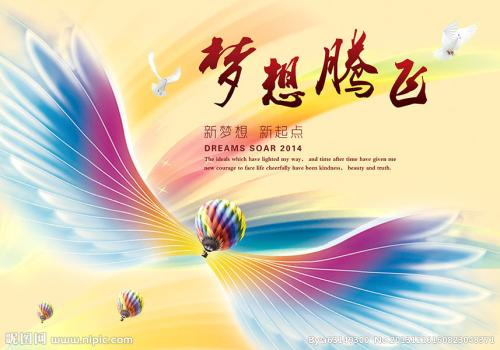 梦想腾飞
新梦想 新起点
DREAMS SOAR 2014
The ideals which have lighted my way, and time after time have given me
new courage to face life cheerfully have been kindness, beauty and truth.
昵图网 www.nipic.com